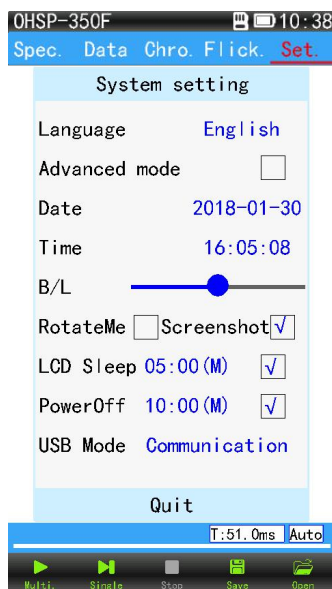 OHSP-350F 10:38
Spec. Data Chro. Flick. Set.
System setting
Language English
Advanced mode
Date 2018-01-30
Time 16:05:08
B/L
RotateMe Screenshot √
LCD Sleep 05:00(M) √
PowerOff 10:00(M) √
USB Mode Communication
Quit
T:51.0ms Auto
Multi. Single Stop Save Open